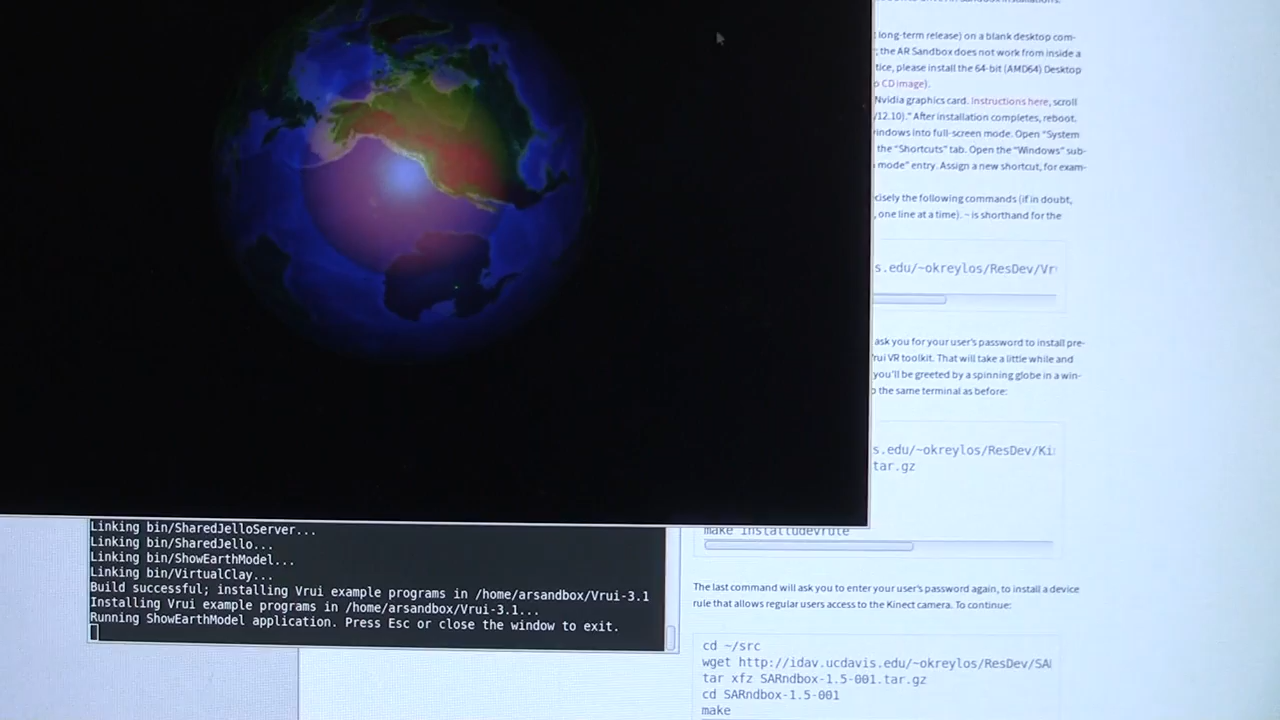 long-term release) on a blank desktop com-
; the AR Sandbox does not work from inside a
tice, please install the 64-bit (AMD64) Desktop
CD image).
Nvidia graphics card. Instructions here, scroll
/12.10)." After installation completes, reboot.
indows into full-screen mode. Open "System
the "Shortcuts" tab. Open the "Windows" sub-
mode" entry. Assign a new shortcut, for exam-
cisely the following commands (if in doubt,
, one line at a time). ~ is shorthand for the
s.edu/~okreylos/ResDev/Vr
ask you for your user's password to install pre-
rui VR toolkit. That will take a little while and
you'll be greeted by a spinning globe in a win-
the same terminal as before:
s.edu/~okreylos/ResDev/Ki
tar.gz
make installudevrule
The last command will ask you to enter your user's password again, to install a device
rule that allows regular users access to the Kinect camera. To continue:
cd ~/src
wget http://idav.ucdavis.edu/~okreylos/ResDev/SA
tar xfz SARndbox-1.5-001.tar.gz
cd SARndbox-1.5-001
make
Linking bin/SharedJelloServer...
Linking bin/SharedJello...
Linking bin/ShowEarthModel...
Linking bin/VirtualClay...
Build successful; installing Vrui example programs in /home/arsandbox/Vrui-3.1
Installing Vrui example programs in /home/arsandbox/Vrui-3.1...
Running ShowEarthModel application. Press Esc or close the window to exit.